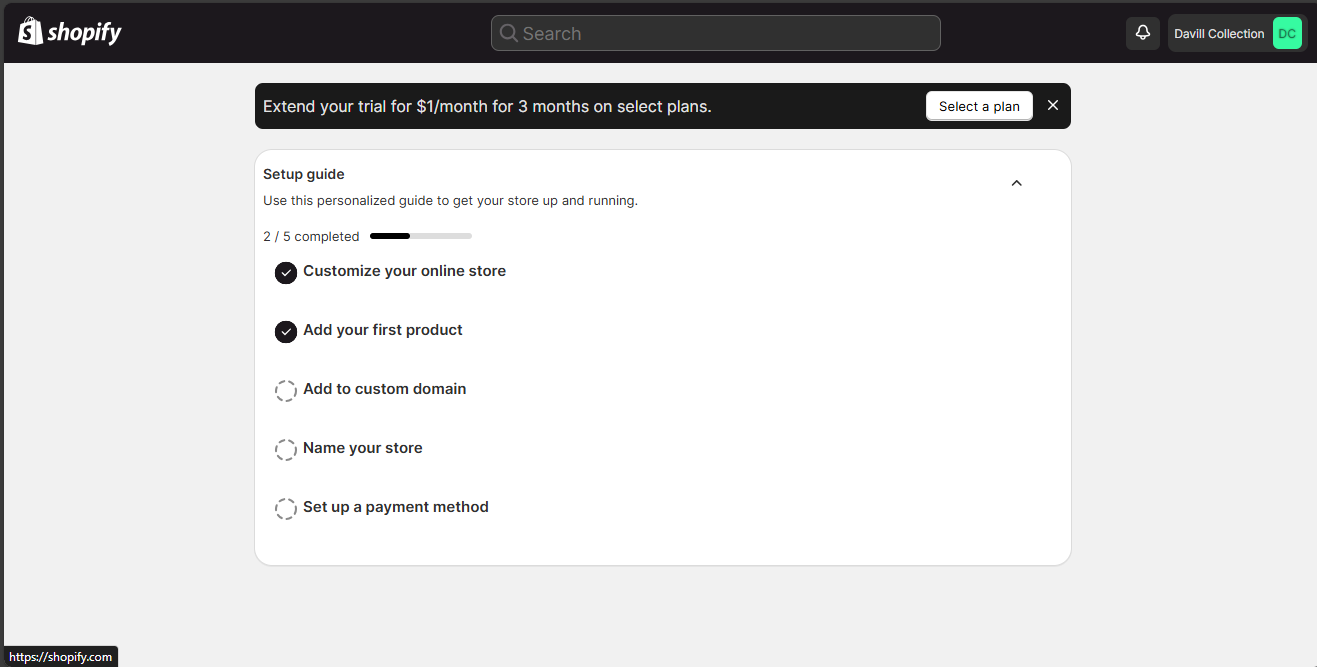 shopify
Search
Davill Collection
DC
Extend your trial for $1/month for 3 months on select plans.
Select a plan
Setup guide
Use this personalized guide to get your store up and running.
2 / 5 completed
Customize your online store
Add your first product
Add to custom domain
Name your store
Set up a payment method
https://shopify.com